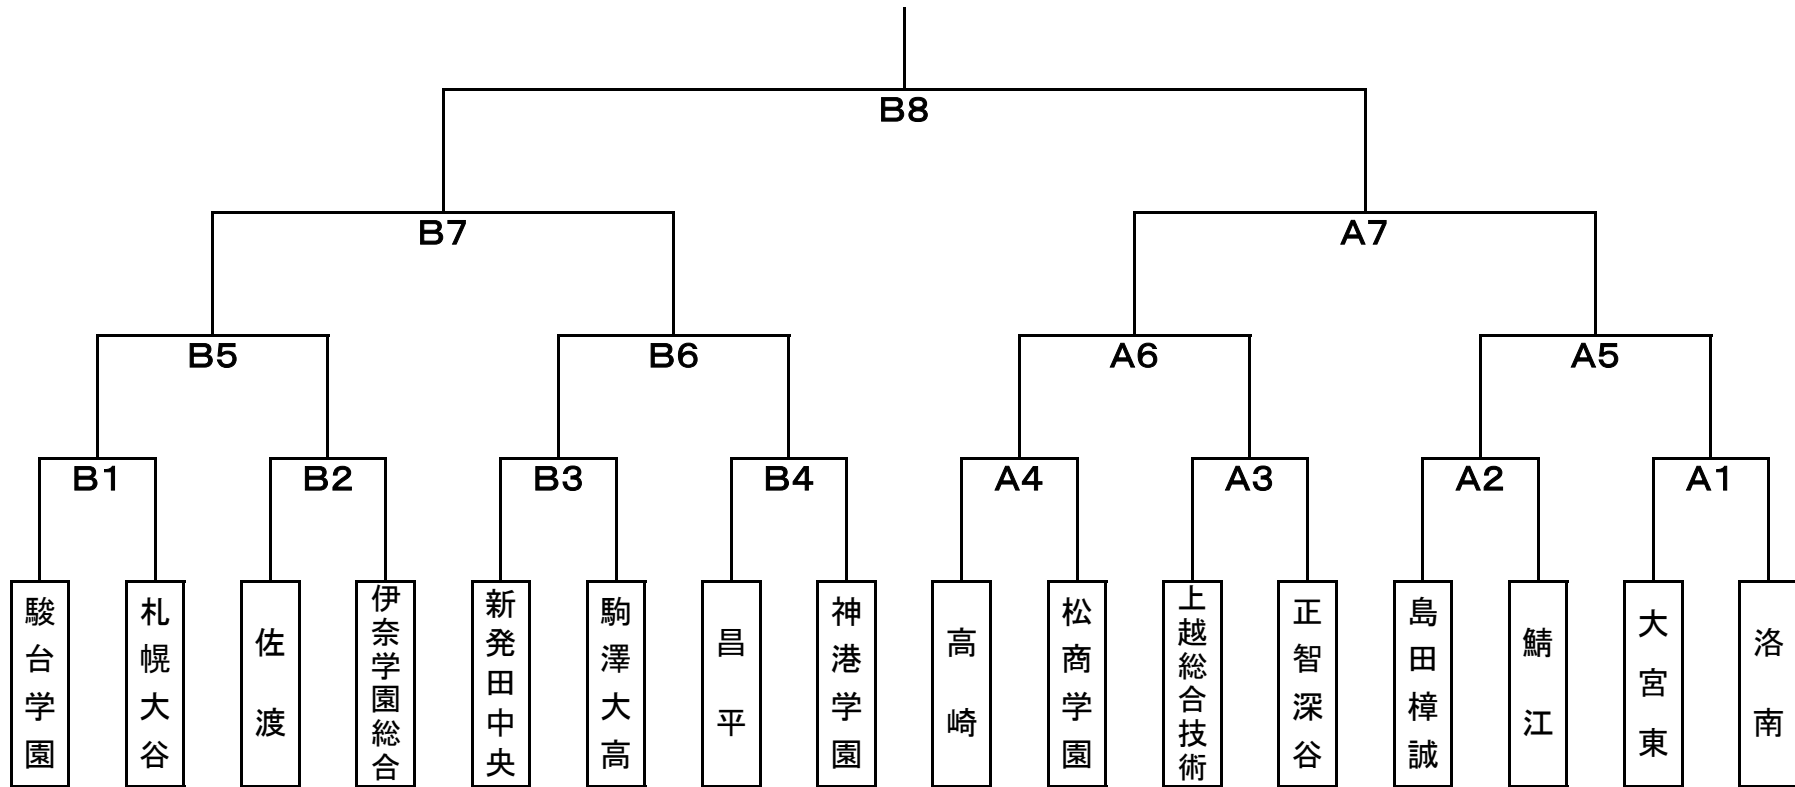 B8
B7
A7
B5
B6
A6
A5
B1
B2
B3
B4
A4
A3
A2
A1
駿台学園
札幌大谷
佐渡
伊奈学園総合
新発田中央
駒澤大高
昌平
神港学園
高崎
松商学園
上越総合技術
正智深谷
島田樟誠
鯖江
大宮東
洛南